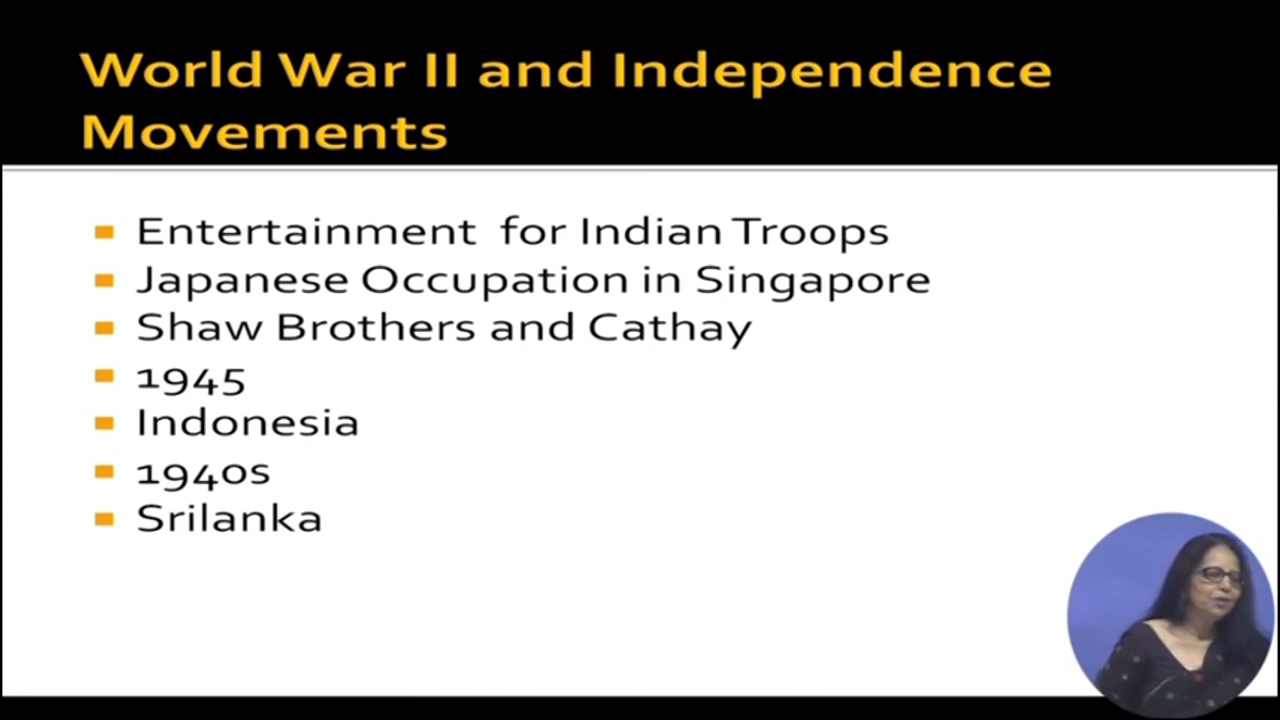 World War II and Independence
Movements
Entertainment for Indian Troops
Japanese Occupation in Singapore
Shaw Brothers and Cathay
1945
Indonesia
1940s
Srilanka